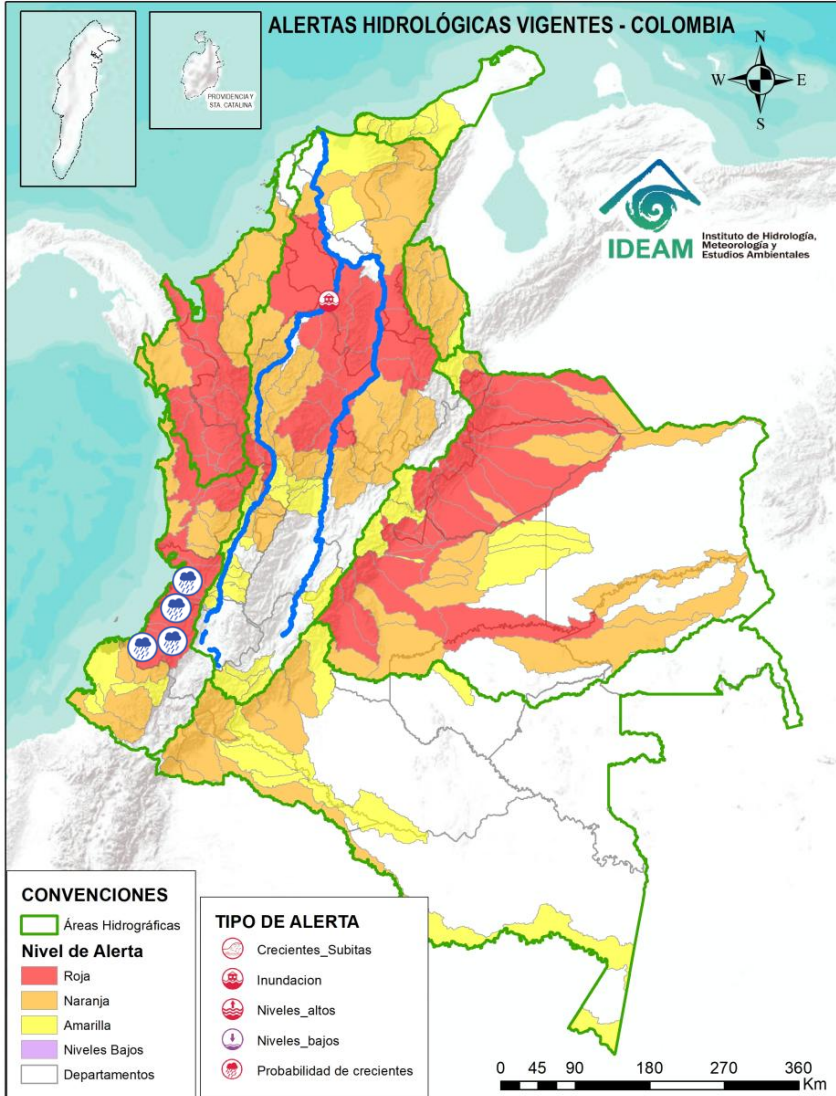 ALERTAS HIDROLÓGICAS VIGENTES - COLOMBIA
PROVIDENCIA Y
STA. CATALINA
N
W
E
S
IDEAM
Instituto de Hidrología,
Meteorología y
Estudios Ambientales
CONVENCIONES
Áreas Hidrográficas
Nivel de Alerta
Roja
Naranja
Amarilla
Niveles Bajos
Departamentos
TIPO DE ALERTA
Crecientes_Subitas
Inundacion
Niveles_altos
Niveles_bajos
Probabilidad de crecientes
0 45 90 180 270 360
Km